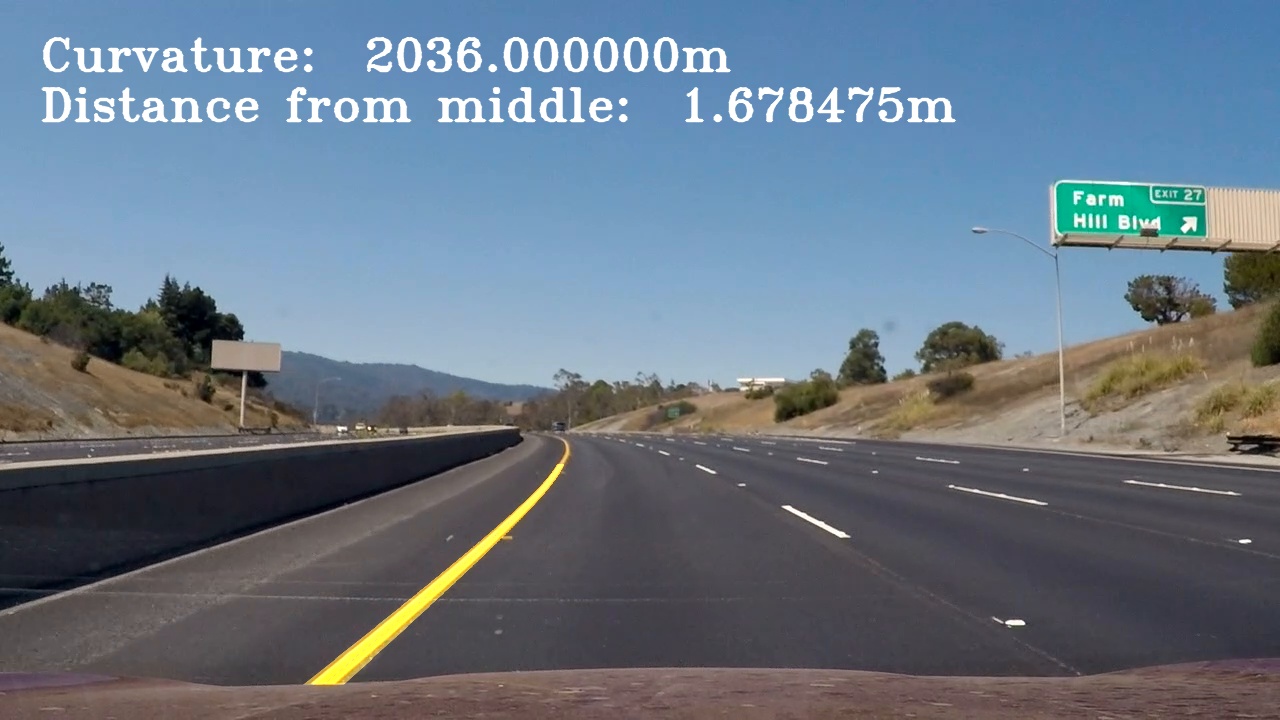 Curvature: 2036.000000m
Distance from middle: 1.678475m
EXIT 27
Farm
Hill Blvd